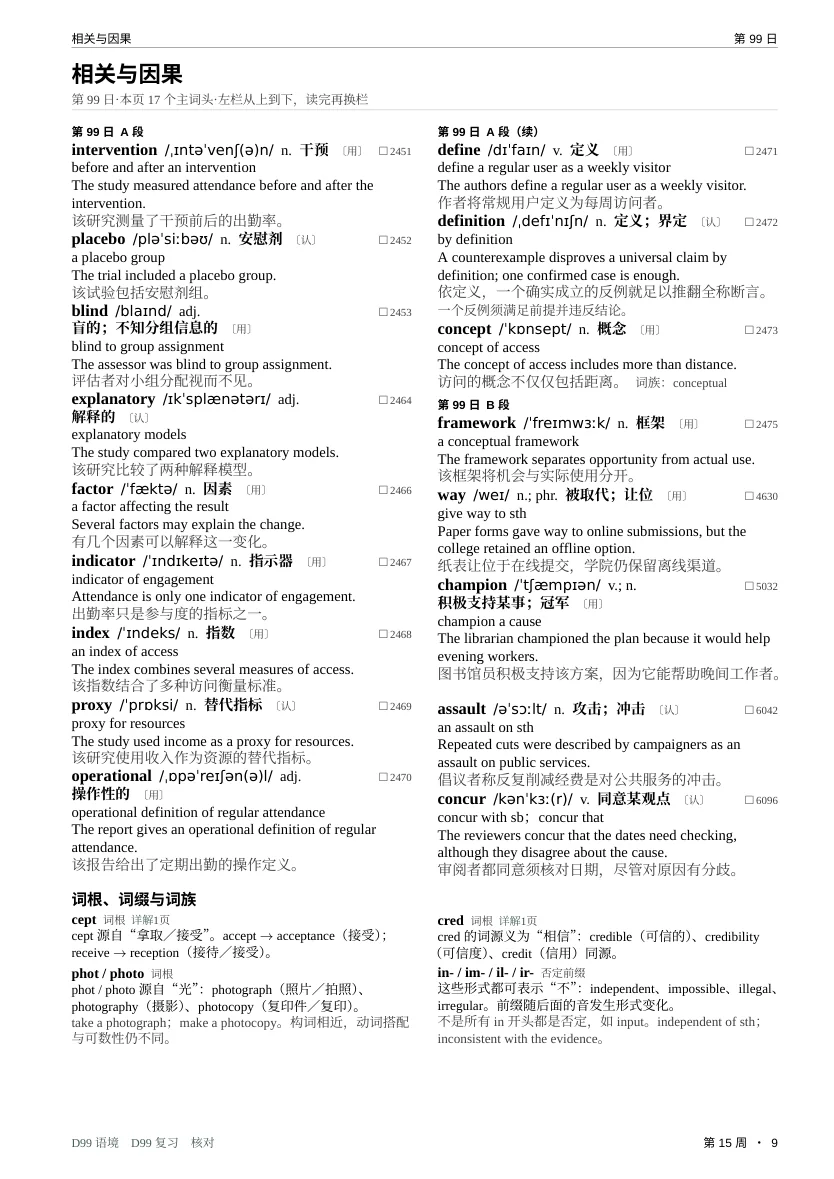 相关与因果 第 99 日
相关与因果
第 99 日·本页 17 个主词头·左栏从上到下，读完再换栏
第 99 日 A 段
intervention /ˌɪntəˈvenʃ(ə)n/ n. 干预 〔用〕 □2451
before and after an intervention
The study measured attendance before and after the
intervention.
该研究测量了干预前后的出勤率。
placebo /pləˈsiːbəʊ/ n. 安慰剂 〔认〕 □2452
a placebo group
The trial included a placebo group.
该试验包括安慰剂组。
blind /blaɪnd/ adj. □2453
盲的；不知分组信息的 〔用〕
blind to group assignment
The assessor was blind to group assignment.
评估者对小组分配视而不见。
explanatory /ɪkˈsplænətərɪ/ adj. □2464
解释的 〔认〕
explanatory models
The study compared two explanatory models.
该研究比较了两种解释模型。
factor /ˈfæktə/ n. 因素 〔用〕 □2466
a factor affecting the result
Several factors may explain the change.
有几个因素可以解释这一变化。
indicator /ˈɪndɪkeɪtə/ n. 指示器 〔用〕 □2467
indicator of engagement
Attendance is only one indicator of engagement.
出勤率只是参与度的指标之一。
index /ˈɪndeks/ n. 指数 〔用〕 □2468
an index of access
The index combines several measures of access.
该指数结合了多种访问衡量标准。
proxy /ˈprɒksi/ n. 替代指标 〔认〕 □2469
proxy for resources
The study used income as a proxy for resources.
该研究使用收入作为资源的替代指标。
operational /ˌɒpəˈreɪʃən(ə)l/ adj. □2470
操作性的 〔用〕
operational definition of regular attendance
The report gives an operational definition of regular
attendance.
该报告给出了定期出勤的操作定义。
第 99 日 A 段（续）
define /dɪˈfaɪn/ v. 定义 〔用〕 □2471
define a regular user as a weekly visitor
The authors define a regular user as a weekly visitor.
作者将常规用户定义为每周访问者。
definition /ˌdefɪˈnɪʃn/ n. 定义；界定 〔认〕 □2472
by definition
A counterexample disproves a universal claim by
definition; one confirmed case is enough.
依定义，一个确实成立的反例就足以推翻全称断言。
一个反例须满足前提并违反结论。
concept /ˈkɒnsept/ n. 概念 〔用〕 □2473
concept of access
The concept of access includes more than distance.
访问的概念不仅仅包括距离。 词族：conceptual
第 99 日 B 段
framework /ˈfreɪmwɜːk/ n. 框架 〔用〕 □2475
a conceptual framework
The framework separates opportunity from actual use.
该框架将机会与实际使用分开。
way /weɪ/ n.; phr. 被取代；让位 〔用〕 □4630
give way to sth
Paper forms gave way to online submissions, but the
college retained an offline option.
纸表让位于在线提交，学院仍保留离线渠道。
champion /ˈtʃæmpɪən/ v.; n. □5032
积极支持某事；冠军 〔用〕
champion a cause
The librarian championed the plan because it would help
evening workers.
图书馆员积极支持该方案，因为它能帮助晚间工作者。
assault /əˈsɔːlt/ n. 攻击；冲击 〔认〕 □6042
an assault on sth
Repeated cuts were described by campaigners as an
assault on public services.
倡议者称反复削减经费是对公共服务的冲击。
concur /kənˈkɜː(r)/ v. 同意某观点 〔认〕 □6096
concur with sb；concur that
The reviewers concur that the dates need checking,
although they disagree about the cause.
审阅者都同意须核对日期，尽管对原因有分歧。
词根、词缀与词族
cept 词根 详解1页
cept 源自“拿取／接受”。accept → acceptance（接受）；
receive → reception（接待／接受）。
phot / photo 词根
phot / photo 源自“光”：photograph（照片／拍照）、
photography（摄影）、photocopy（复印件／复印）。
take a photograph；make a photocopy。构词相近，动词搭配
与可数性仍不同。
cred 词根 详解1页
cred 的词源义为“相信”：credible（可信的）、credibility
（可信度）、credit（信用）同源。
in- / im- / il- / ir- 否定前缀
这些形式都可表示“不”：independent、impossible、illegal、
irregular。前缀随后面的音发生形式变化。
不是所有 in 开头都是否定，如 input。independent of sth；
inconsistent with the evidence。
D99 语境 D99 复习 核对 第 15 周 · 9